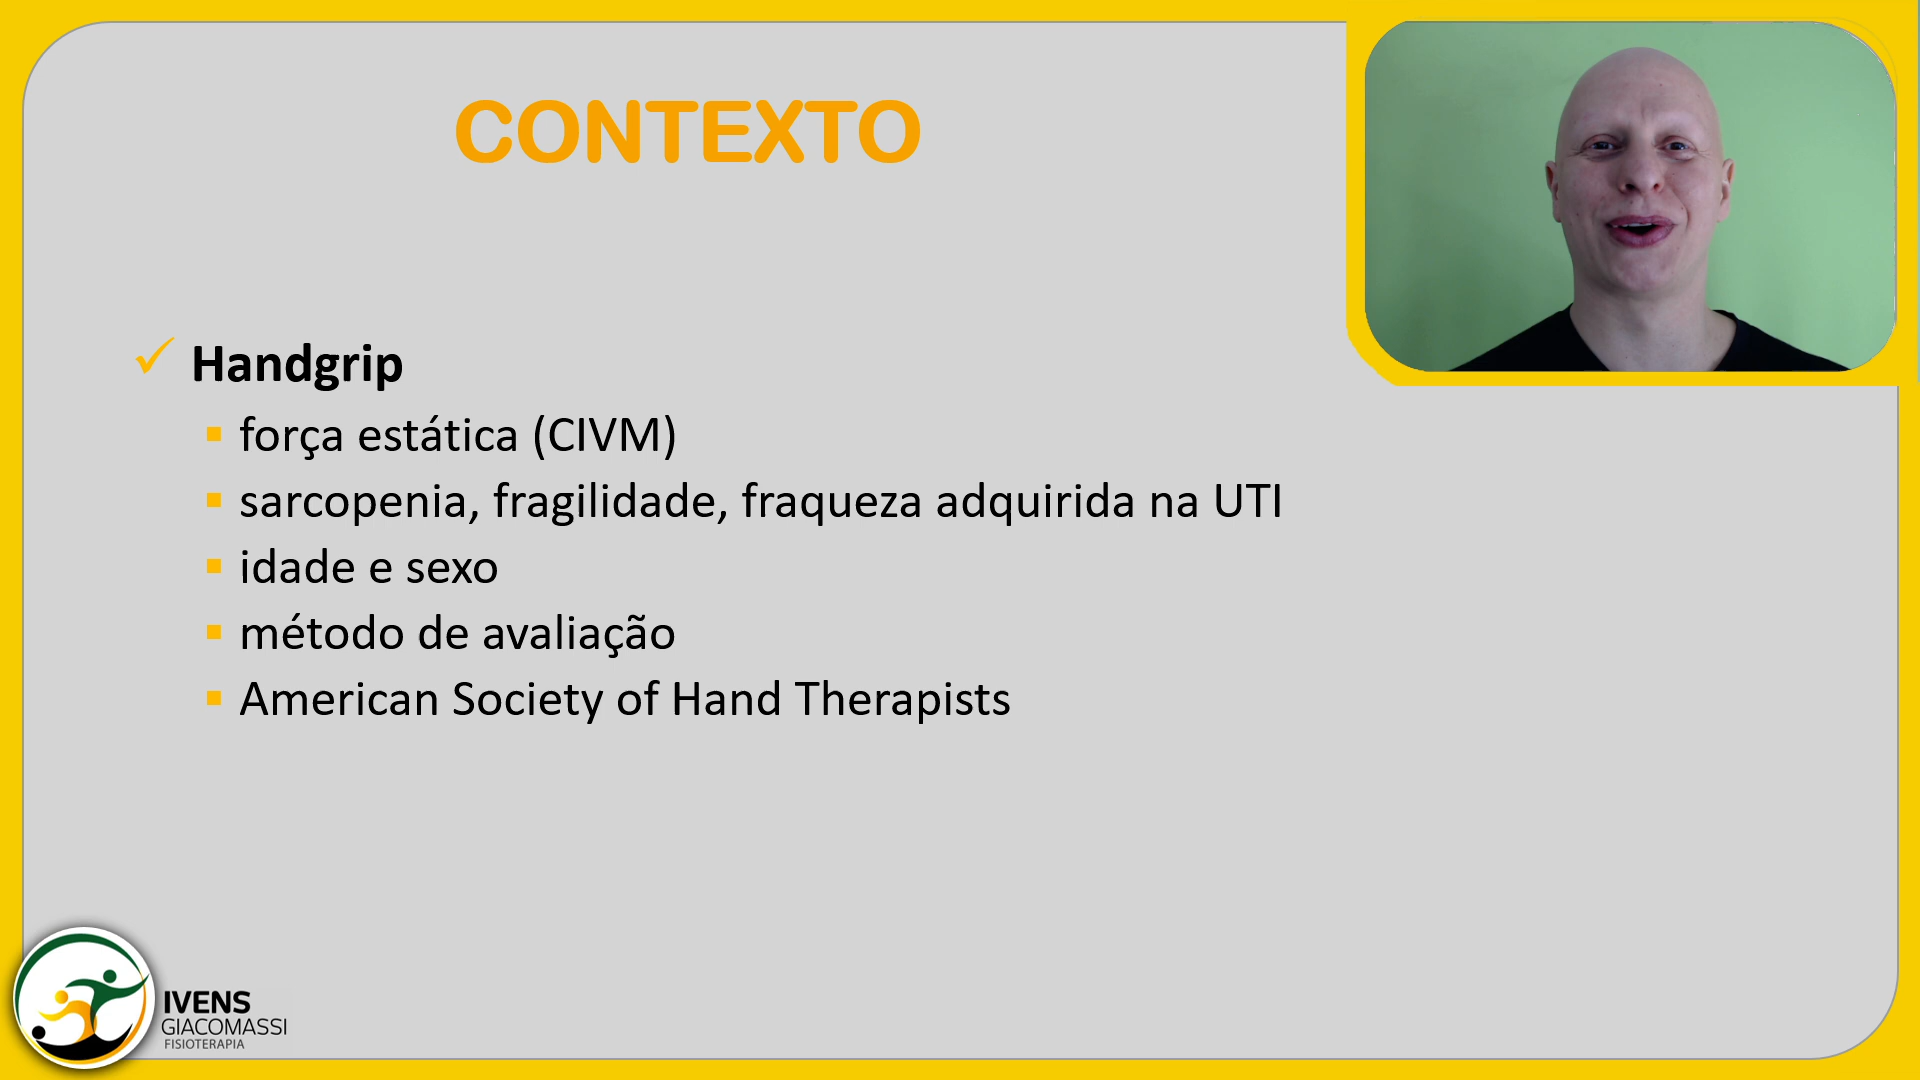 CONTEXTO
Handgrip
força estática (CIVM)
sarcopenia, fragilidade, fraqueza adquirida na UTI
idade e sexo
método de avaliação
American Society of Hand Therapists
IVENS
GIACOMASSI
FISIOTERAPIA